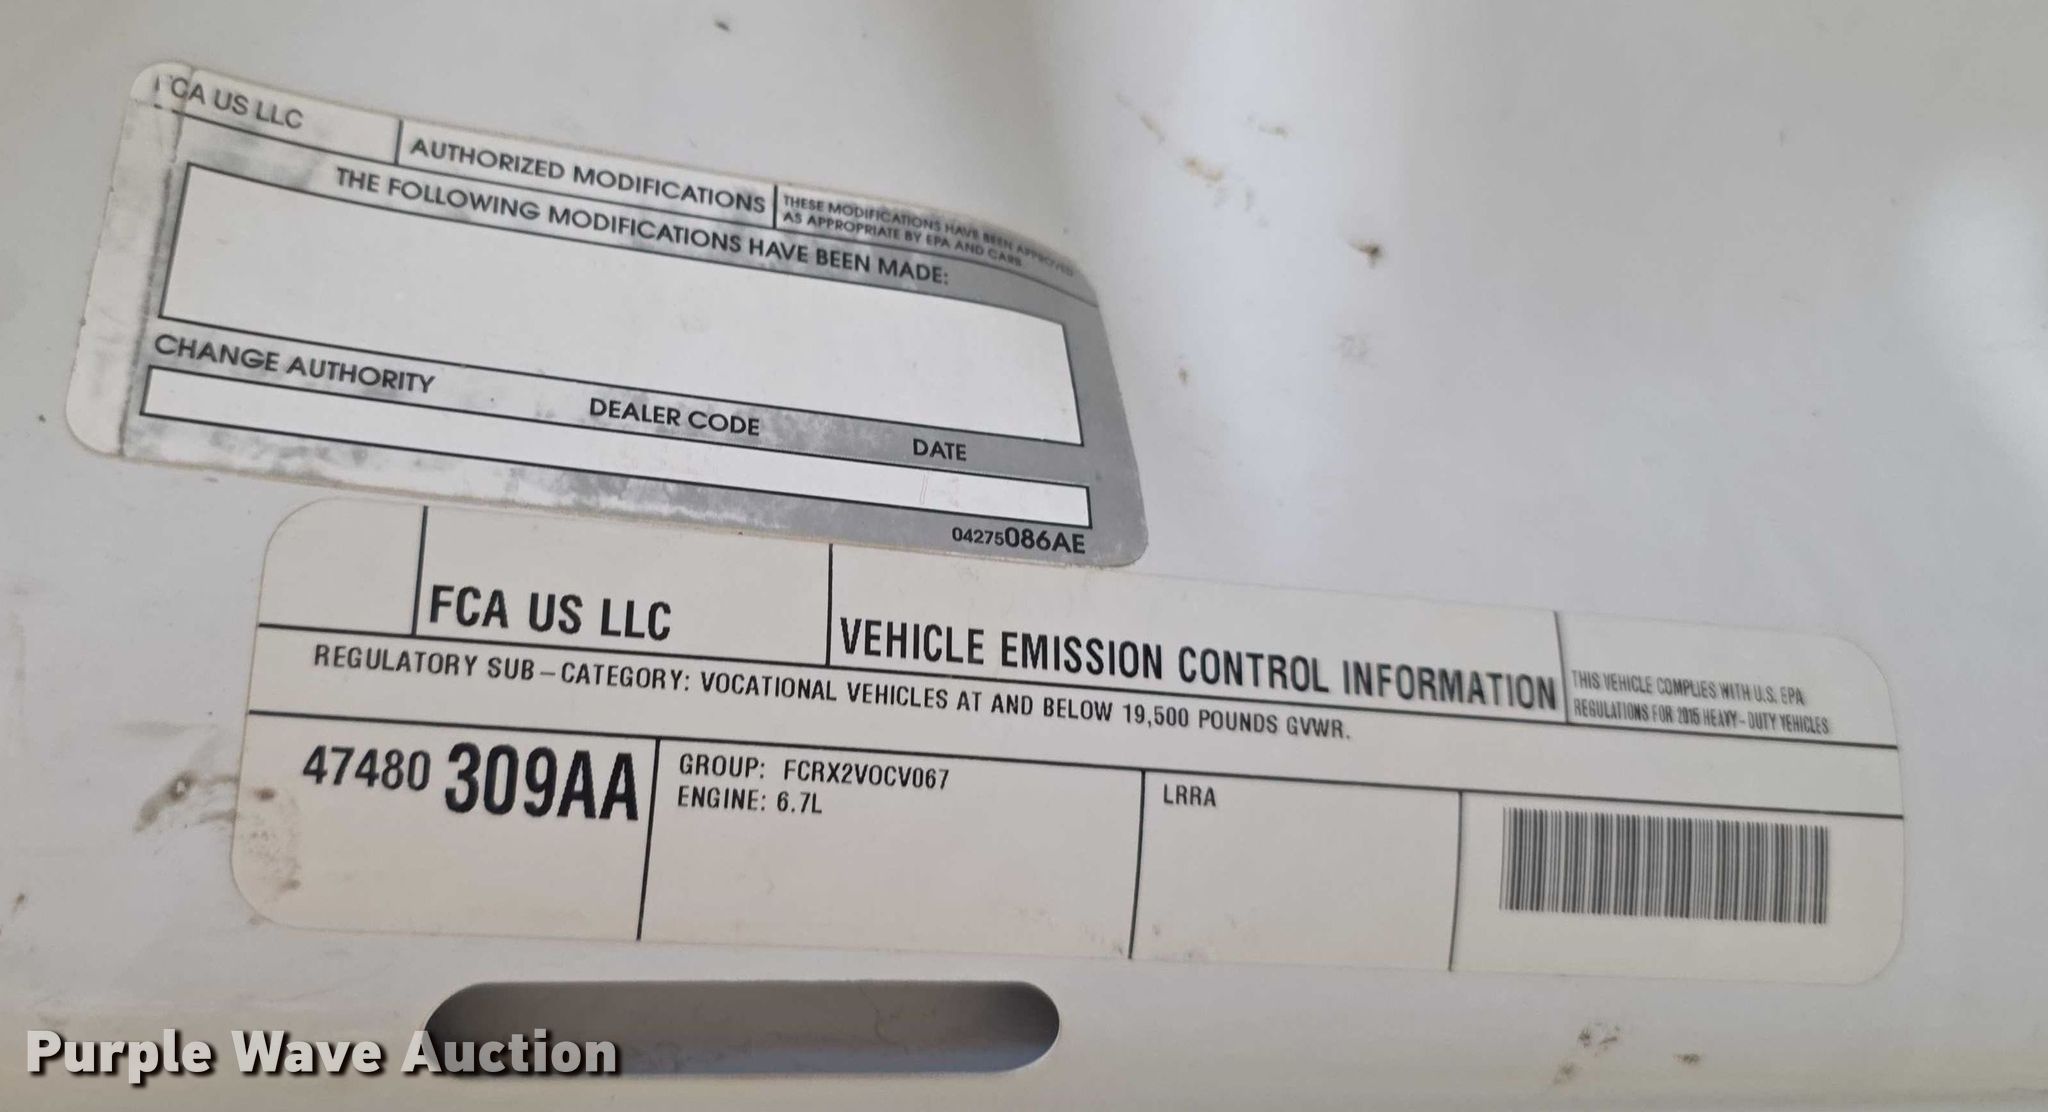 FCA US LLC
AUTHORIZED MODIFICATIONS
THESE MODIFICATIONS HAVE BEEN APPROVED
AS APPROPRIATE BY EPA AND CARB
THE FOLLOWING MODIFICATIONS HAVE BEEN MADE:
CHANGE AUTHORITY
DEALER CODE
DATE
04275086AE
FCA US LLC
VEHICLE EMISSION CONTROL INFORMATION
THIS VEHICLE COMPLIES WITH U.S. EPA
REGULATIONS FOR 2015 HEAVY-DUTY VEHICLES
REGULATORY SUB-CATEGORY: VOCATIONAL VEHICLES AT AND BELOW 19,500 POUNDS GVWR.
47480 309AA
GROUP: FCRX2VOCV067
ENGINE: 6.7L
LRRA
Purple Wave Auction